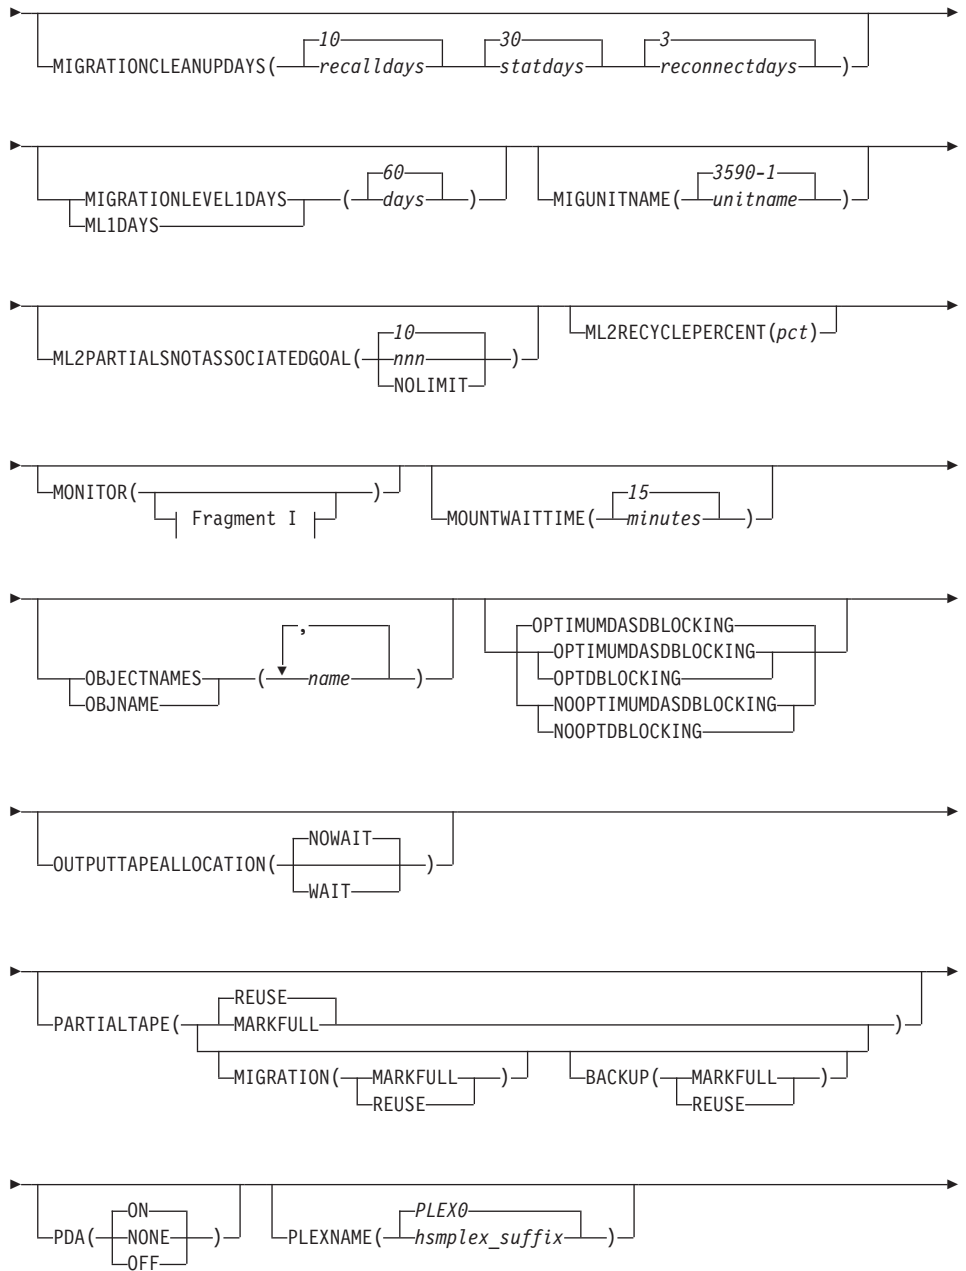 10 30 3
MIGRATIONCLEANUPDAYS( recalldays statdays reconnectdays )
60 3590-1
MIGRATIONLEVEL1DAYS ( days ) MIGUNITNAME( unitname )
ML1DAYS
10 ML2RECYCLEPERCENT(pct)
ML2PARTIALSNOTASSOCIATEDGOAL( nnn )
NOLIMIT
MONITOR( ) 15
Fragment I MOUNTWAITTIME( minutes )
, OPTIMUMDASDBLOCKING
OPTIMUMDASDBLOCKING
OBJECTNAMES ( name ) OPTDBLOCKING
OBJNAME NOOPTIMUMDASDBLOCKING
NOOPTDBLOCKING
NOWAIT
OUTPUTTAPEALLOCATION( )
WAIT
REUSE
PARTIALTAPE( MARKFULL )
MIGRATION( MARKFULL ) BACKUP( MARKFULL )
REUSE REUSE
ON PLEX0
PDA( NONE ) PLEXNAME( hsmplex_suffix )
OFF